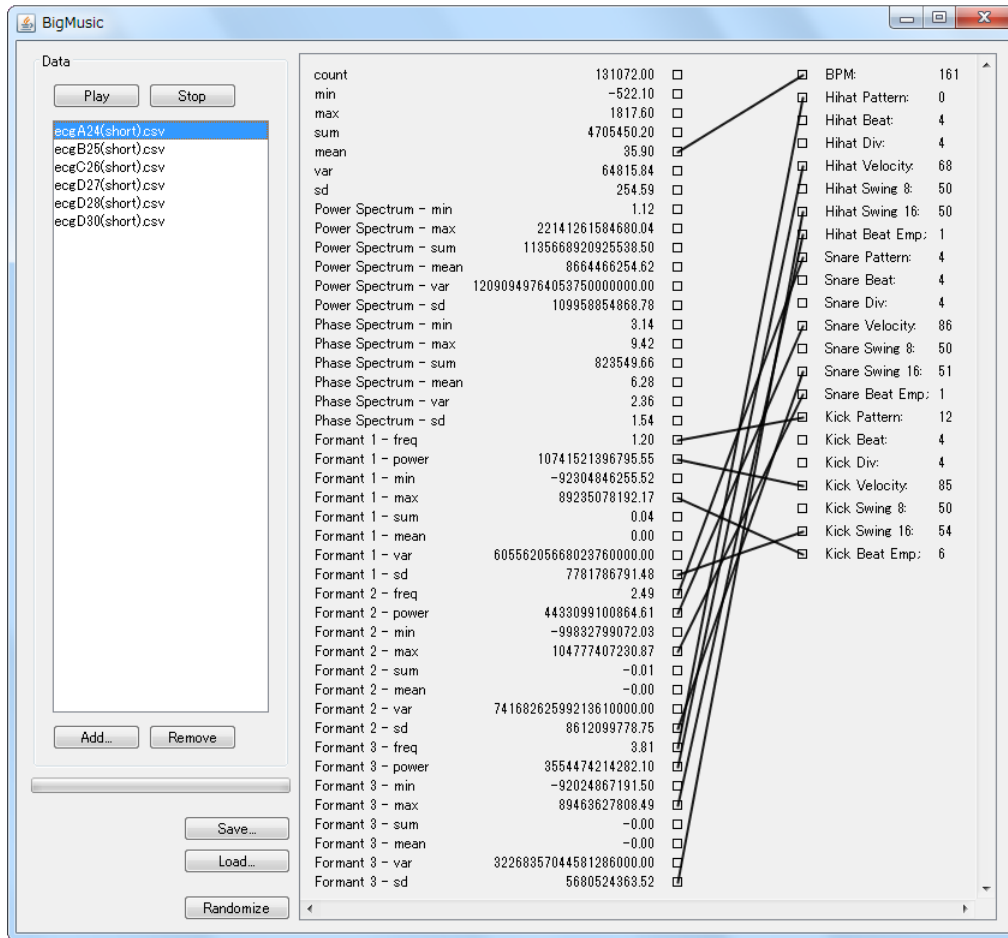 BigMusic
Data
Play Stop
ecgA24(short).csv
ecgB25(short).csv
ecgC26(short).csv
ecgD27(short).csv
ecgD28(short).csv
ecgD30(short).csv
Add... Remove
Save...
Load...
Randomize
count 131072.00
min -522.10
max 1817.60
sum 4705450.20
mean 35.90
var 64815.84
sd 254.59
Power Spectrum - min 1.12
Power Spectrum - max 22141261584680.04
Power Spectrum - sum 1135668920925538.50
Power Spectrum - mean 8664466254.62
Power Spectrum - var 12090949764053750000000.00
Power Spectrum - sd 109958854868.78
Phase Spectrum - min 3.14
Phase Spectrum - max 9.42
Phase Spectrum - sum 823549.66
Phase Spectrum - mean 6.28
Phase Spectrum - var 2.36
Phase Spectrum - sd 1.54
Formant 1 - freq 1.20
Formant 1 - power 10741521396795.55
Formant 1 - min -92304846255.52
Formant 1 - max 89235078192.17
Formant 1 - sum 0.04
Formant 1 - mean 0.00
Formant 1 - var 60556205668023760000.00
Formant 1 - sd 7781786791.48
Formant 2 - freq 2.49
Formant 2 - power 4433099100864.61
Formant 2 - min -99832799072.03
Formant 2 - max 104777407230.87
Formant 2 - sum -0.01
Formant 2 - mean -0.00
Formant 2 - var 74168262599213610000.00
Formant 2 - sd 8612099778.75
Formant 3 - freq 3.81
Formant 3 - power 3554474214282.10
Formant 3 - min -92024867191.50
Formant 3 - max 89463627808.49
Formant 3 - sum -0.00
Formant 3 - mean -0.00
Formant 3 - var 32268357044581286000.00
Formant 3 - sd 5680524363.52
BPM: 161
Hihat Pattern: 0
Hihat Beat: 4
Hihat Div: 4
Hihat Velocity: 68
Hihat Swing 8: 50
Hihat Swing 16: 50
Hihat Beat Emp: 1
Snare Pattern: 4
Snare Beat: 4
Snare Div: 4
Snare Velocity: 86
Snare Swing 8: 50
Snare Swing 16: 51
Snare Beat Emp: 1
Kick Pattern: 12
Kick Beat: 4
Kick Div: 4
Kick Velocity: 85
Kick Swing 8: 50
Kick Swing 16: 54
Kick Beat Emp: 6